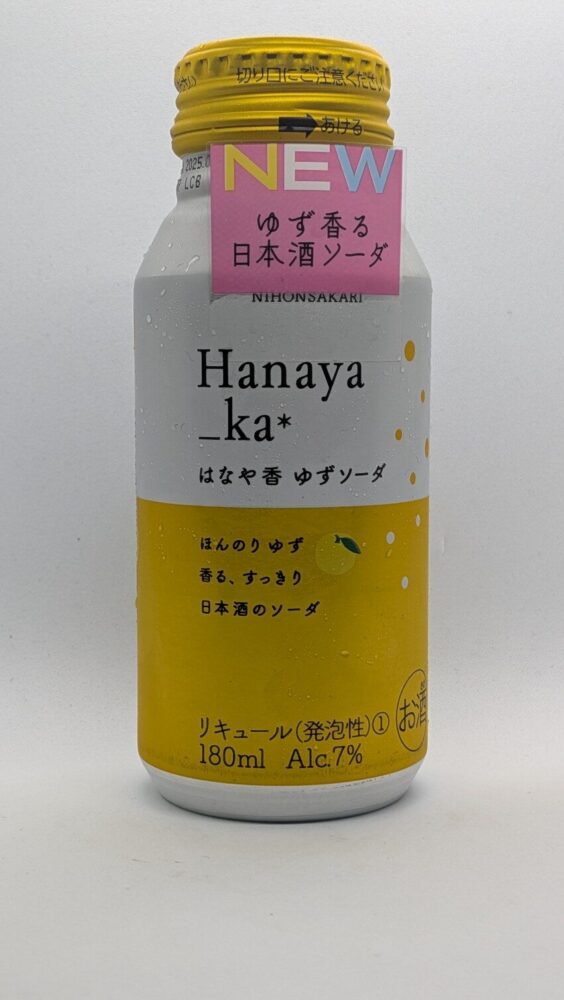 切り口にご注意ください
あける
2025.0
LCB
NEW
ゆず香る
日本酒ソーダ
NIHONSAKARI
Hanaya
_ka*
はなや香 ゆずソーダ
ほんのりゆず
香る、すっきり
日本酒のソーダ
お酒
リキュール(発泡性)①
180ml Alc.7%